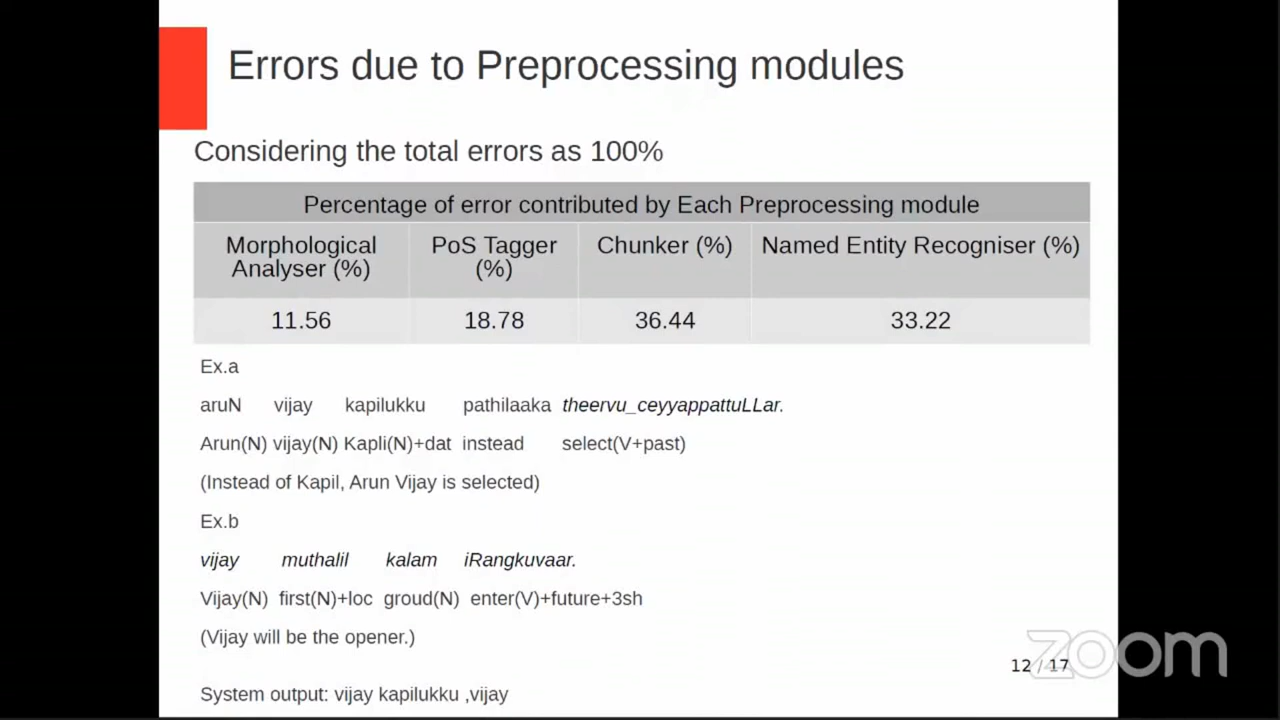 Errors due to Preprocessing modules
Considering the total errors as 100%
Percentage of error contributed by Each Preprocessing module
Morphological Analyser (%) PoS Tagger (%) Chunker (%) Named Entity Recogniser (%)
11.56 18.78 36.44 33.22
Ex.a
aruN vijay kapilukku pathilaaka theervu_ceyyappattuLLar.
Arun(N) vijay(N) Kapli(N)+dat instead select(V+past)
(Instead of Kapil, Arun Vijay is selected)
Ex.b
vijay muthalil kalam iRangkuvaar.
Vijay(N) first(N)+loc groud(N) enter(V)+future+3sh
(Vijay will be the opener.)
12 / 17
zoom
System output: vijay kapilukku ,vijay